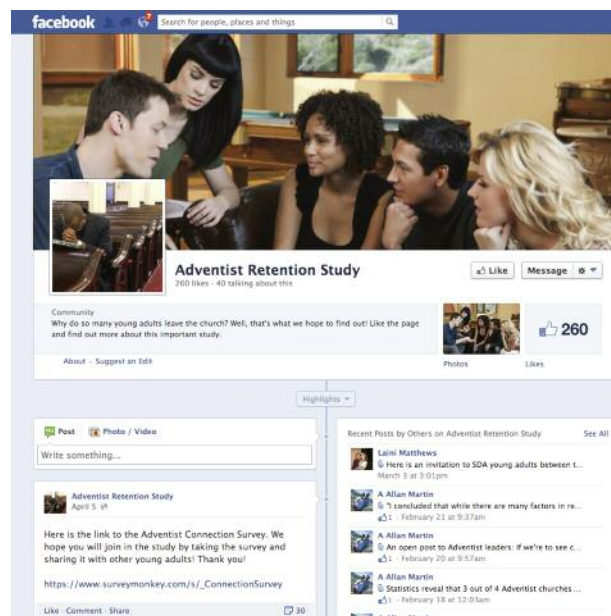 facebook
7
Search for people, places and things
Adventist Retention Study
260 likes · 40 talking about this
Like
Message
Community
Why do so many young adults leave the church? Well, that's what we hope to find out! Like the page
and find out more about this important study.
About - Suggest an Edit
260
Photos
Likes
Highlights
Post
Photo / Video
Write something...
Adventist Retention Study
April 5
Here is the link to the Adventist Connection Survey. We
hope you will join in the study by taking the survey and
sharing it with other young adults! Thank you!
https://www.surveymonkey.com/s/_ConnectionSurvey
Like · Comment · Share
30
Recent Posts by Others on Adventist Retention Study
See All
Laini Matthews
Here is an invitation to SDA young adults between t...
March 3 at 3:01pm
A Allan Martin
"I concluded that while there are many factors in re...
1 · February 21 at 9:37am
A Allan Martin
An open post to Adventist leaders: If we're to see c...
1 · February 20 at 9:57am
A Allan Martin
Statistics reveal that 3 out of 4 Adventist churches ...
1 · February 18 at 12:03am